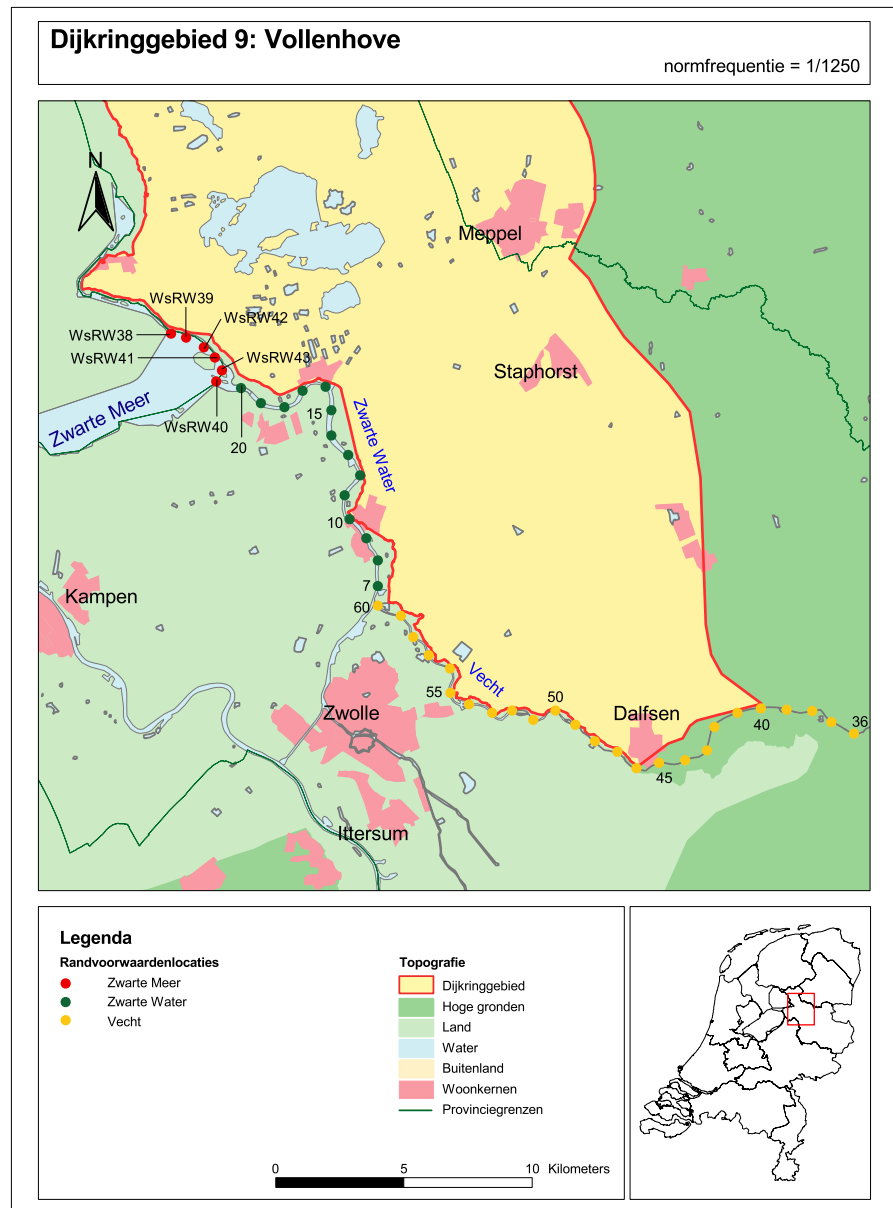 Dijkringgebied 9: Vollenhove
normfrequentie = 1/1250
N
Meppel
WsRW39
WsRW42
WsRW38
WsRW41
WsRW43
Staphorst
Zwarte Meer
WsRW40
20
15
Zwarte Water
10
7
60
Kampen
55
Vecht
50
Zwolle
Dalfsen
40
36
45
Ittersum
Legenda
Randvoorwaardenlocaties
Zwarte Meer
Zwarte Water
Vecht
Topografie
Dijkringgebied
Hoge gronden
Land
Water
Buitenland
Woonkernen
Provinciegrenzen
0 5 10 Kilometers